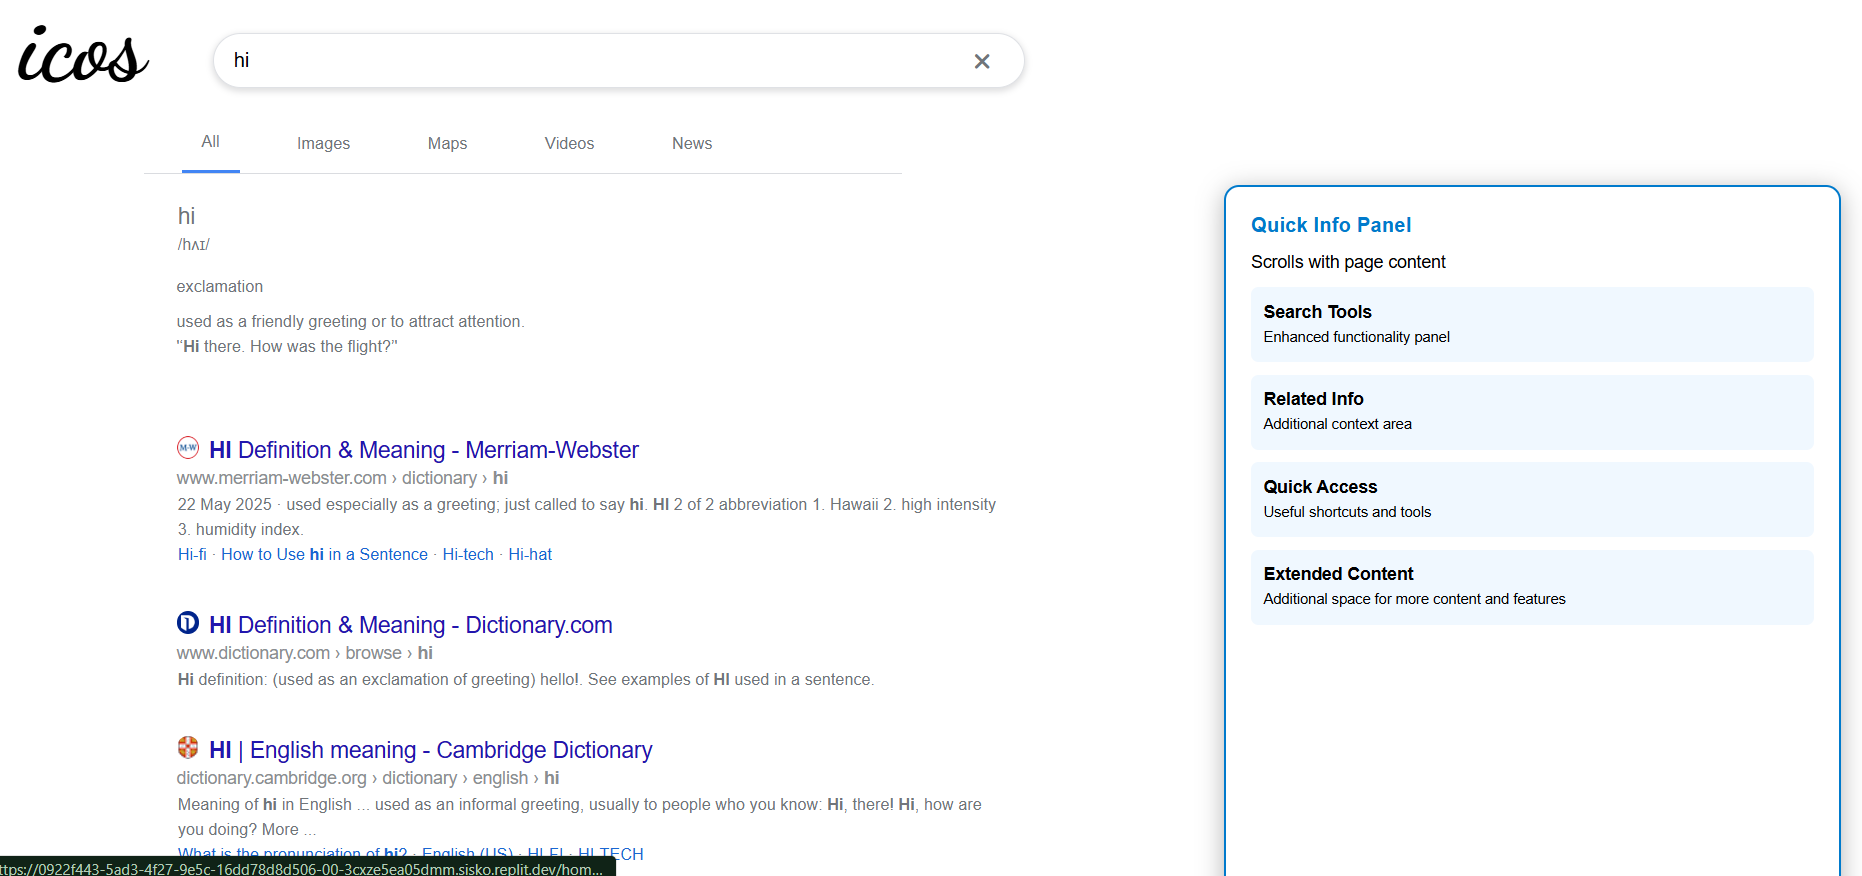 icos
hi
All
Images
Maps
Videos
News
hi
/hʌɪ/
exclamation
used as a friendly greeting or to attract attention.
"Hi there. How was the flight?"
M-W
HI Definition & Meaning - Merriam-Webster
www.merriam-webster.com › dictionary › hi
22 May 2025 · used especially as a greeting; just called to say hi. HI 2 of 2 abbreviation 1. Hawaii 2. high intensity
3. humidity index.
Hi-fi · How to Use hi in a Sentence · Hi-tech · Hi-hat
HI Definition & Meaning - Dictionary.com
www.dictionary.com › browse › hi
Hi definition: (used as an exclamation of greeting) hello!. See examples of HI used in a sentence.
HI | English meaning - Cambridge Dictionary
dictionary.cambridge.org › dictionary › english › hi
Meaning of hi in English ... used as an informal greeting, usually to people who you know: Hi, there! Hi, how are
you doing? More ...
What is the pronunciation of hi? · English (US) · HI-FI · HI-TECH
ttps://0922f443-5ad3-4f27-9e5c-16dd78d8d506-00-3cxze5ea05dmm.sisko.replit.dev/hom...
Quick Info Panel
Scrolls with page content
Search Tools
Enhanced functionality panel
Related Info
Additional context area
Quick Access
Useful shortcuts and tools
Extended Content
Additional space for more content and features